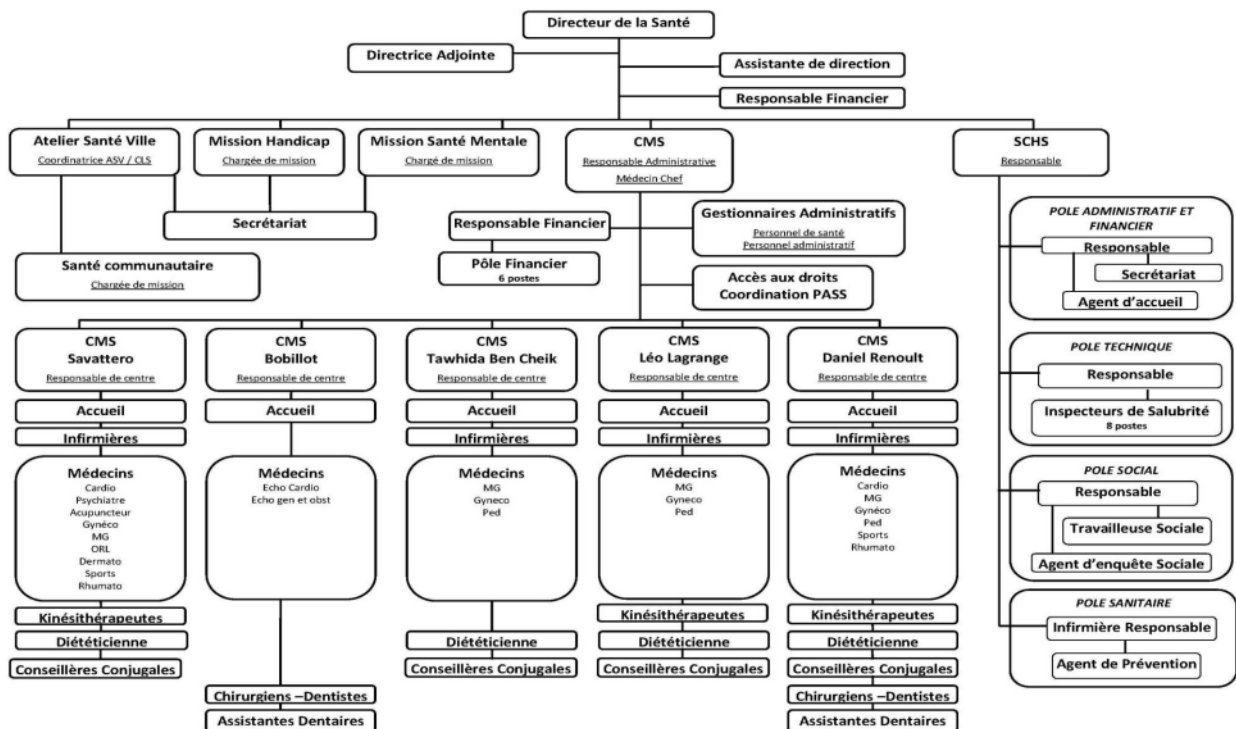 Directeur de la Santé
Directrice Adjointe
Assistante de direction
Responsable Financier
Atelier Santé Ville
Coordinatrice ASV / CLS
Mission Handicap
Chargée de mission
Mission Santé Mentale
Chargé de mission
CMS
Responsable Administrative
Médecin Chef
SCHS
Responsable
Secrétariat
Santé communautaire
Chargée de mission
Responsable Financier
Pôle Financier
6 postes
Gestionnaires Administratifs
Personnel de santé
Personnel administratif
Accès aux droits
Coordination PASS
CMS
Savattero
Responsable de centre
Accueil
Infirmières
Médecins
Cardio
Psychiatre
Acupuncteur
Gynéco
MG
ORL
Dermato
Sports
Rhumato
Kinésithérapeutes
Diététicienne
Conseillères Conjugales
CMS
Bobillot
Responsable de centre
Accueil
Médecins
Echo Cardio
Echo gen et obst
Chirurgiens –Dentistes
Assistantes Dentaires
CMS
Tawhida Ben Cheik
Responsable de centre
Accueil
Infirmières
Médecins
MG
Gyneco
Ped
Diététicienne
Conseillères Conjugales
CMS
Léo Lagrange
Responsable de centre
Accueil
Infirmières
Médecins
MG
Gyneco
Ped
Kinésithérapeutes
Diététicienne
Conseillères Conjugales
CMS
Daniel Renoult
Responsable de centre
Accueil
Infirmières
Médecins
Cardio
MG
Gynéco
Ped
Sports
Rhumato
Kinésithérapeutes
Diététicienne
Conseillères Conjugales
Chirurgiens –Dentistes
Assistantes Dentaires
POLE ADMINISTRATIF ET
FINANCIER
Responsable
Secrétariat
Agent d'accueil
POLE TECHNIQUE
Responsable
Inspecteurs de Salubrité
8 postes
POLE SOCIAL
Responsable
Travailleuse Sociale
Agent d'enquête Sociale
POLE SANITAIRE
Infirmière Responsable
Agent de Prévention